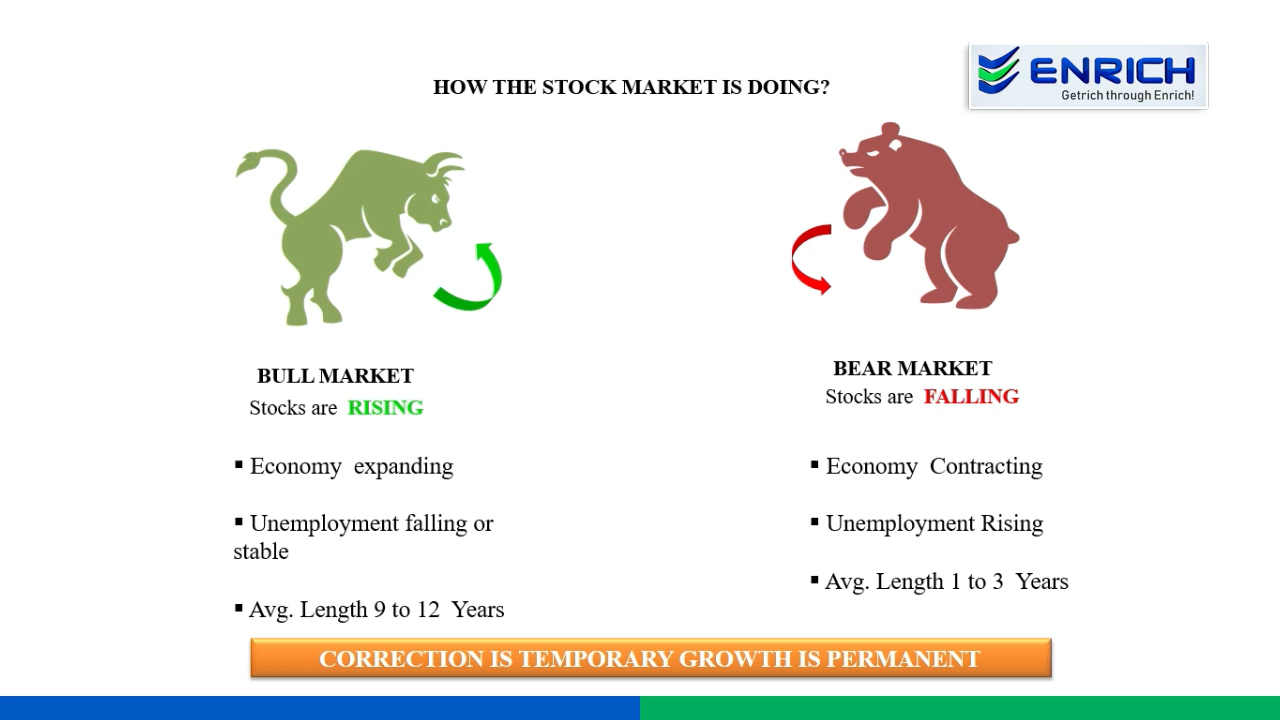 HOW THE STOCK MARKET IS DOING?
ENRICH
Getrich through Enrich!
BULL MARKET
Stocks are RISING
▪ Economy expanding
▪ Unemployment falling or
stable
▪ Avg. Length 9 to 12 Years
BEAR MARKET
Stocks are FALLING
▪ Economy Contracting
▪ Unemployment Rising
▪ Avg. Length 1 to 3 Years
CORRECTION IS TEMPORARY GROWTH IS PERMANENT